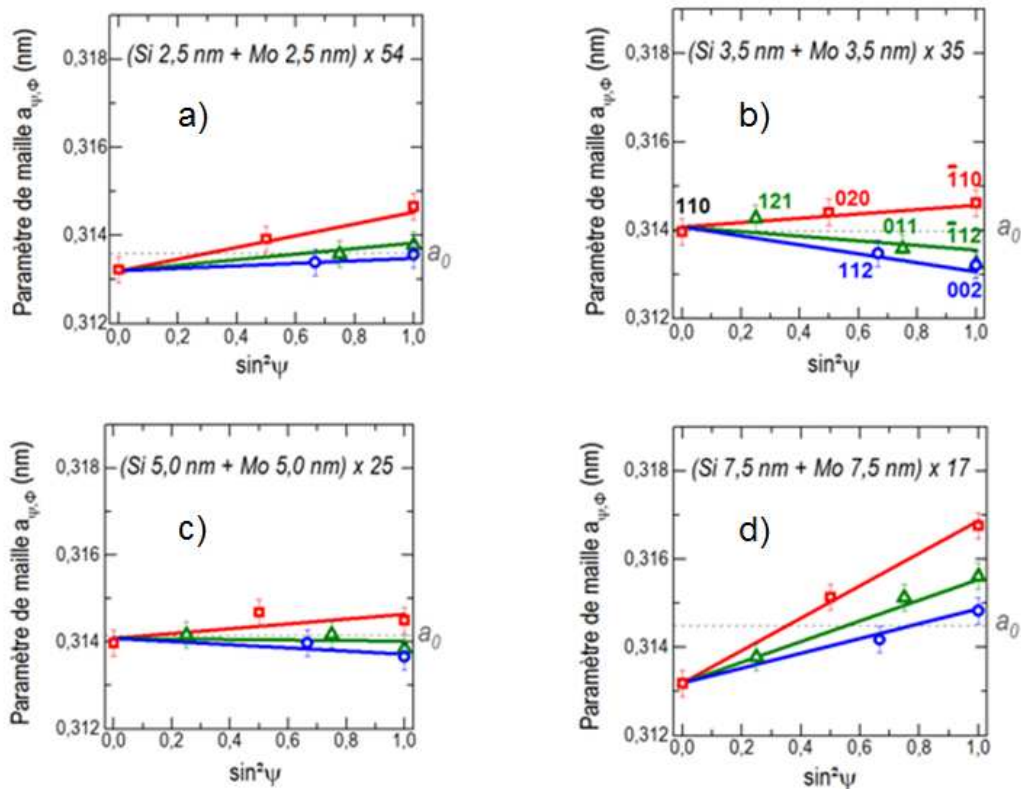 Paramètre de maille aψ,Φ (nm)
0,318
0,316
0,314
0,312
(Si 2,5 nm + Mo 2,5 nm) x 54
a)
a0
0,0 0,2 0,4 0,6 0,8 1,0
sin²ψ
Paramètre de maille aψ,Φ (nm)
0,318
0,316
0,314
0,312
(Si 3,5 nm + Mo 3,5 nm) x 35
b)
1̄10
110 121 020
011 1̄12
a0
112
002
0,0 0,2 0,4 0,6 0,8 1,0
sin²ψ
Paramètre de maille aψ,Φ (nm)
0,318
0,316
0,314
0,312
(Si 5,0 nm + Mo 5,0 nm) x 25
c)
a0
0,0 0,2 0,4 0,6 0,8 1,0
sin²ψ
Paramètre de maille aψ,Φ (nm)
0,318
0,316
0,314
0,312
(Si 7,5 nm + Mo 7,5 nm) x 17
d)
a0
0,0 0,2 0,4 0,6 0,8 1,0
sin²ψ